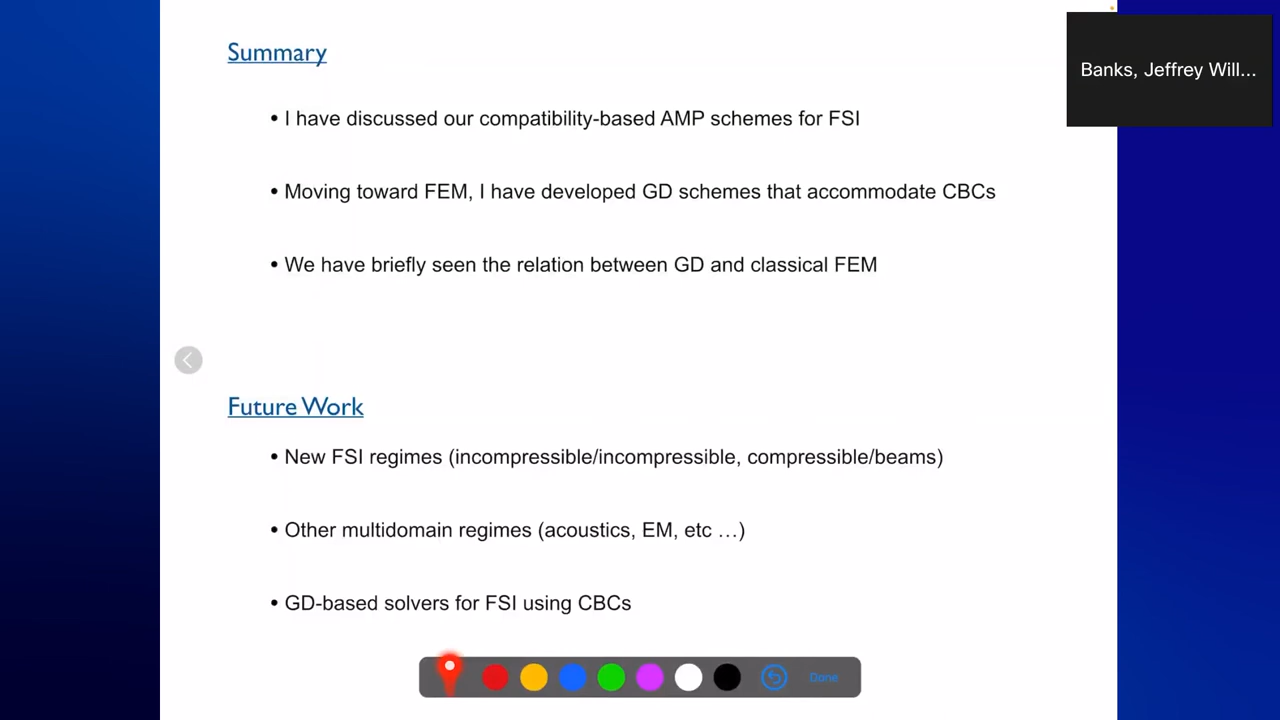 Summary
Banks, Jeffrey Will...
• I have discussed our compatibility-based AMP schemes for FSI
• Moving toward FEM, I have developed GD schemes that accommodate CBCs
• We have briefly seen the relation between GD and classical FEM
Future Work
• New FSI regimes (incompressible/incompressible, compressible/beams)
• Other multidomain regimes (acoustics, EM, etc …)
• GD-based solvers for FSI using CBCs
Done